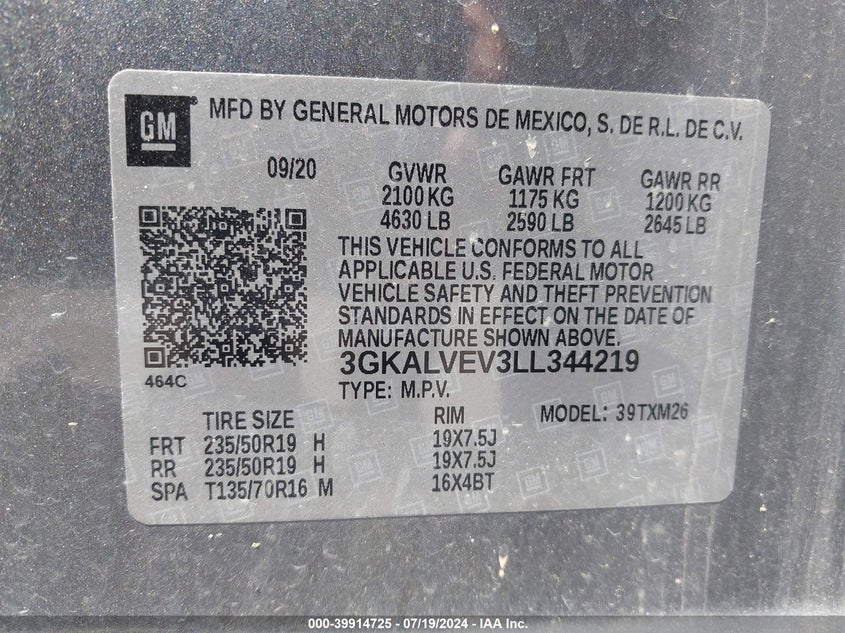 GM
MFD BY GENERAL MOTORS DE MEXICO, S. DE R.L. DE C.V.
09/20 GVWR GAWR FRT GAWR RR
2100 KG 1175 KG 1200 KG
4630 LB 2590 LB 2645 LB
THIS VEHICLE CONFORMS TO ALL
APPLICABLE U.S. FEDERAL MOTOR
VEHICLE SAFETY AND THEFT PREVENTION
STANDARDS IN EFFECT ON THE DATE OF
MANUFACTURE SHOWN ABOVE.
464C
3GKALVEV3LL344219
TYPE: M.P.V.
TIRE SIZE RIM MODEL: 39TXM26
FRT 235/50R19 H 19X7.5J
RR 235/50R19 H 19X7.5J
SPA T135/70R16 M 16X4BT
000-39914725 - 07/19/2024 - IAA Inc.